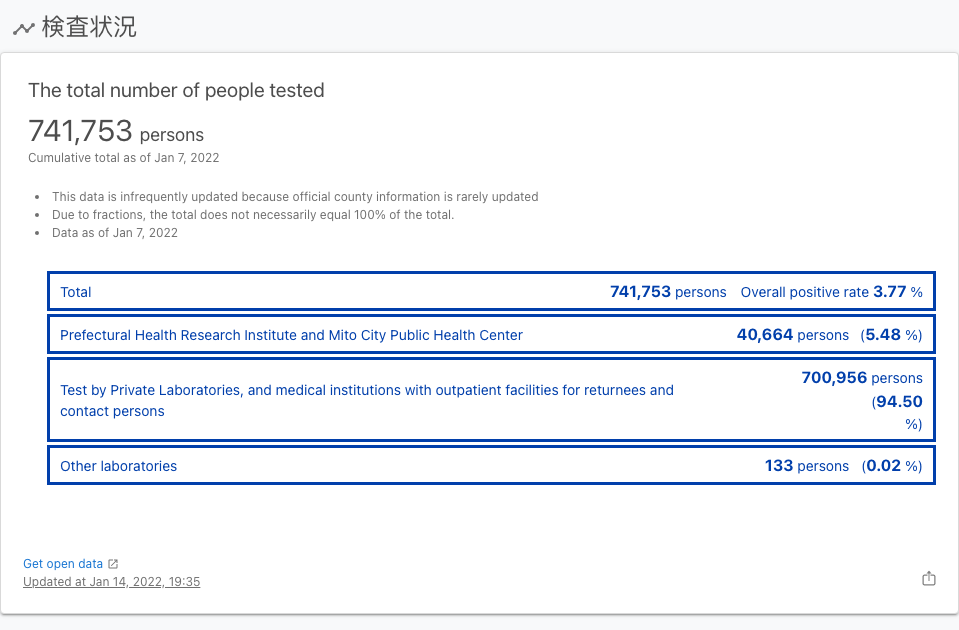 検査状況
The total number of people tested
741,753 persons
Cumulative total as of Jan 7, 2022
• This data is infrequently updated because official county information is rarely updated
• Due to fractions, the total does not necessarily equal 100% of the total.
• Data as of Jan 7, 2022
Total 741,753 persons Overall positive rate 3.77 %
Prefectural Health Research Institute and Mito City Public Health Center 40,664 persons (5.48 %)
Test by Private Laboratories, and medical institutions with outpatient facilities for returnees and
contact persons
700,956 persons
(94.50
%)
Other laboratories 133 persons (0.02 %)
Get open data
Updated at Jan 14, 2022, 19:35